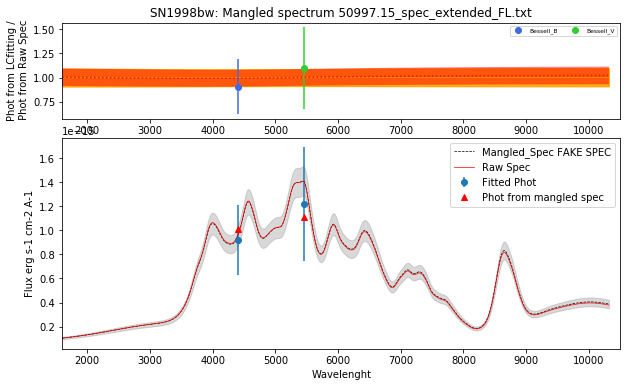 SN1998bw: Mangled spectrum 50997.15_spec_extended_FL.txt
Phot from LCfitting /
Phot from Raw Spec
1.50
1.25
1.00
0.75
Bessell_B
Bessell_V
2000 3000 4000 5000 6000 7000 8000 9000 10000
1e−15
Flux erg s-1 cm-2 A-1
1.6
1.4
1.2
1.0
0.8
0.6
0.4
0.2
Mangled_Spec FAKE SPEC
Raw Spec
Fitted Phot
Phot from mangled spec
2000 3000 4000 5000 6000 7000 8000 9000 10000
Wavelenght